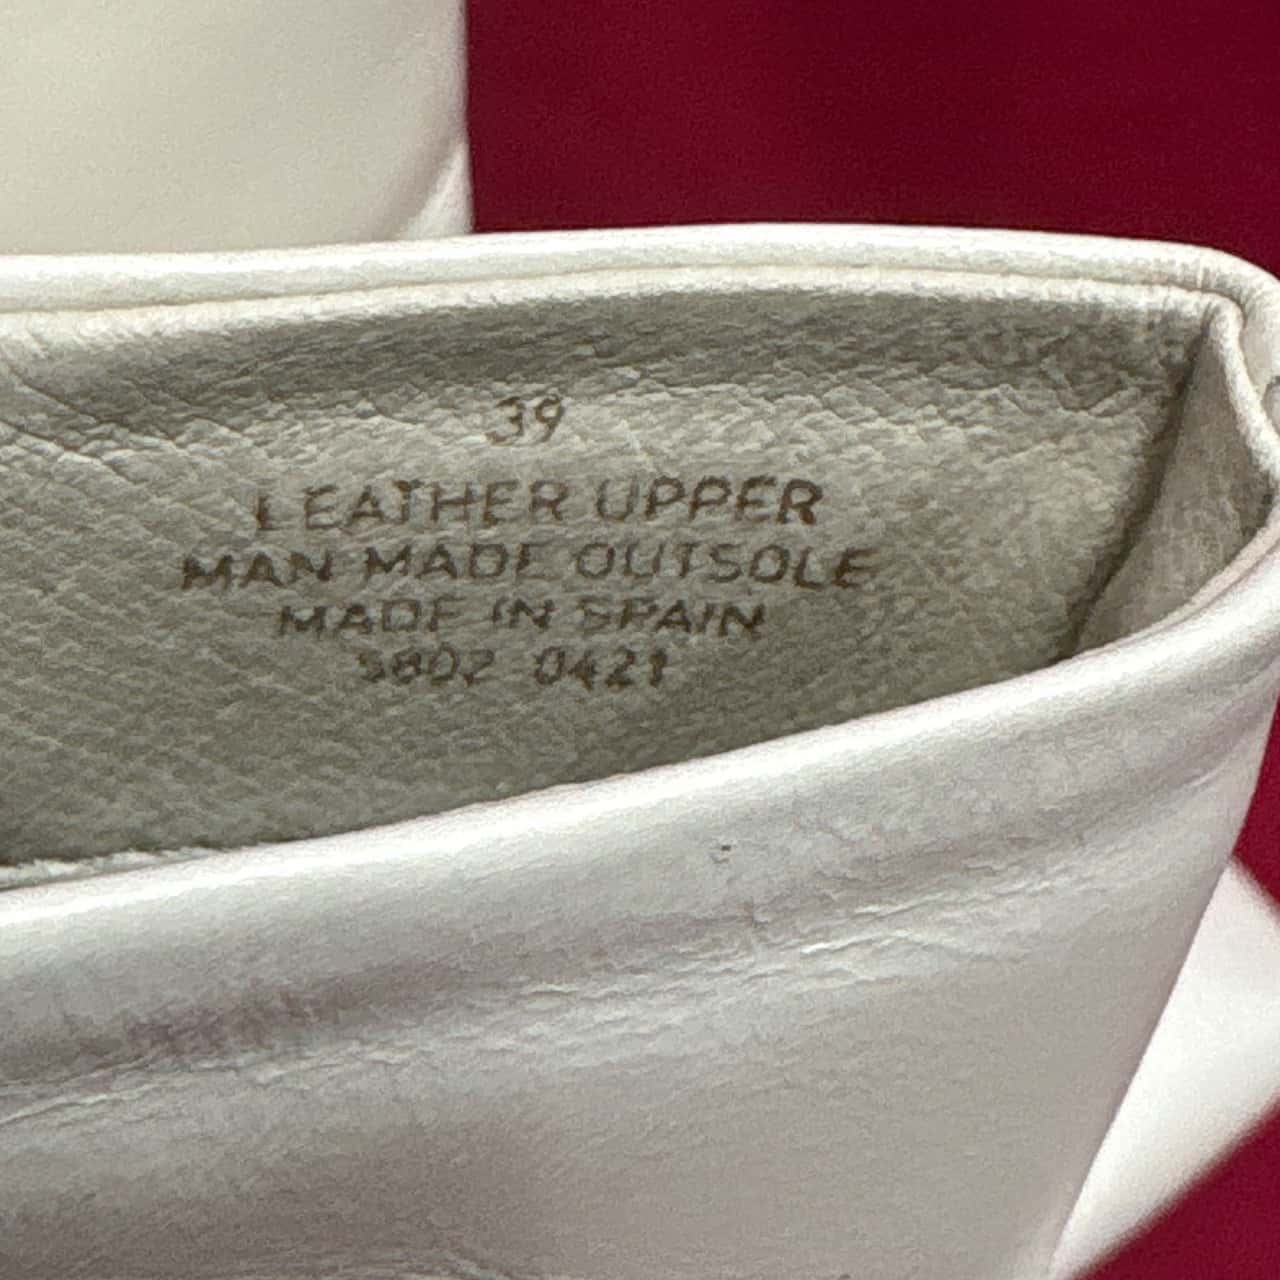 39
LEATHER UPPER
MAN MADE OUTSOLE
MADE IN SPAIN
5802 0421